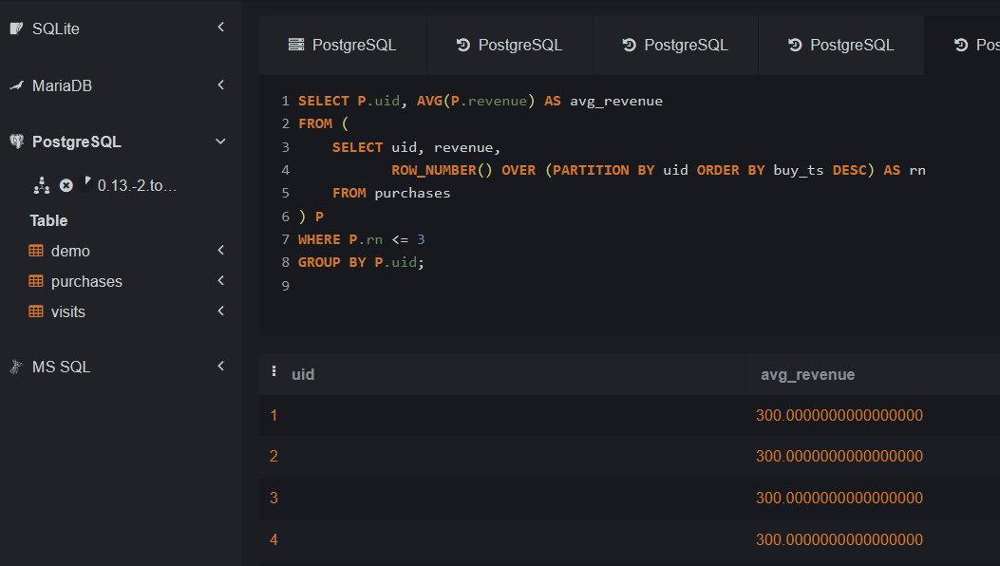 SQLite
MariaDB
PostgreSQL
0.13.-2.to…
Table
demo
purchases
visits
MS SQL
PostgreSQL PostgreSQL PostgreSQL PostgreSQL Pos
1 SELECT P.uid, AVG(P.revenue) AS avg_revenue
2 FROM (
3     SELECT uid, revenue,
4            ROW_NUMBER() OVER (PARTITION BY uid ORDER BY buy_ts DESC) AS rn
5     FROM purchases
6 ) P
7 WHERE P.rn <= 3
8 GROUP BY P.uid;
9
uid avg_revenue
1 300.0000000000000000
2 300.0000000000000000
3 300.0000000000000000
4 300.0000000000000000